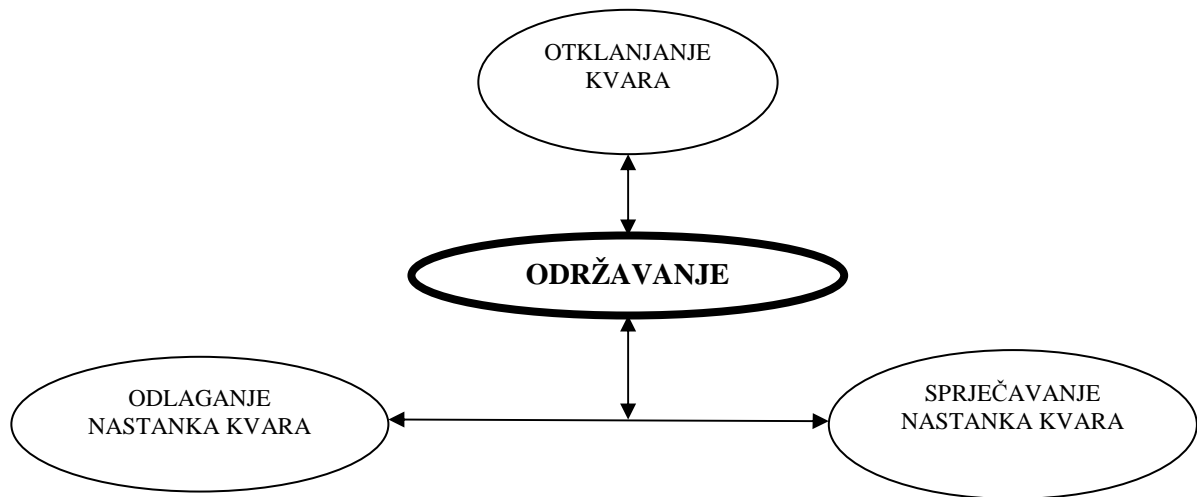 OTKLANJANJE
KVARA
ODRŽAVANJE
ODLAGANJE
NASTANKA KVARA
SPRJEČAVANJE
NASTANKA KVARA